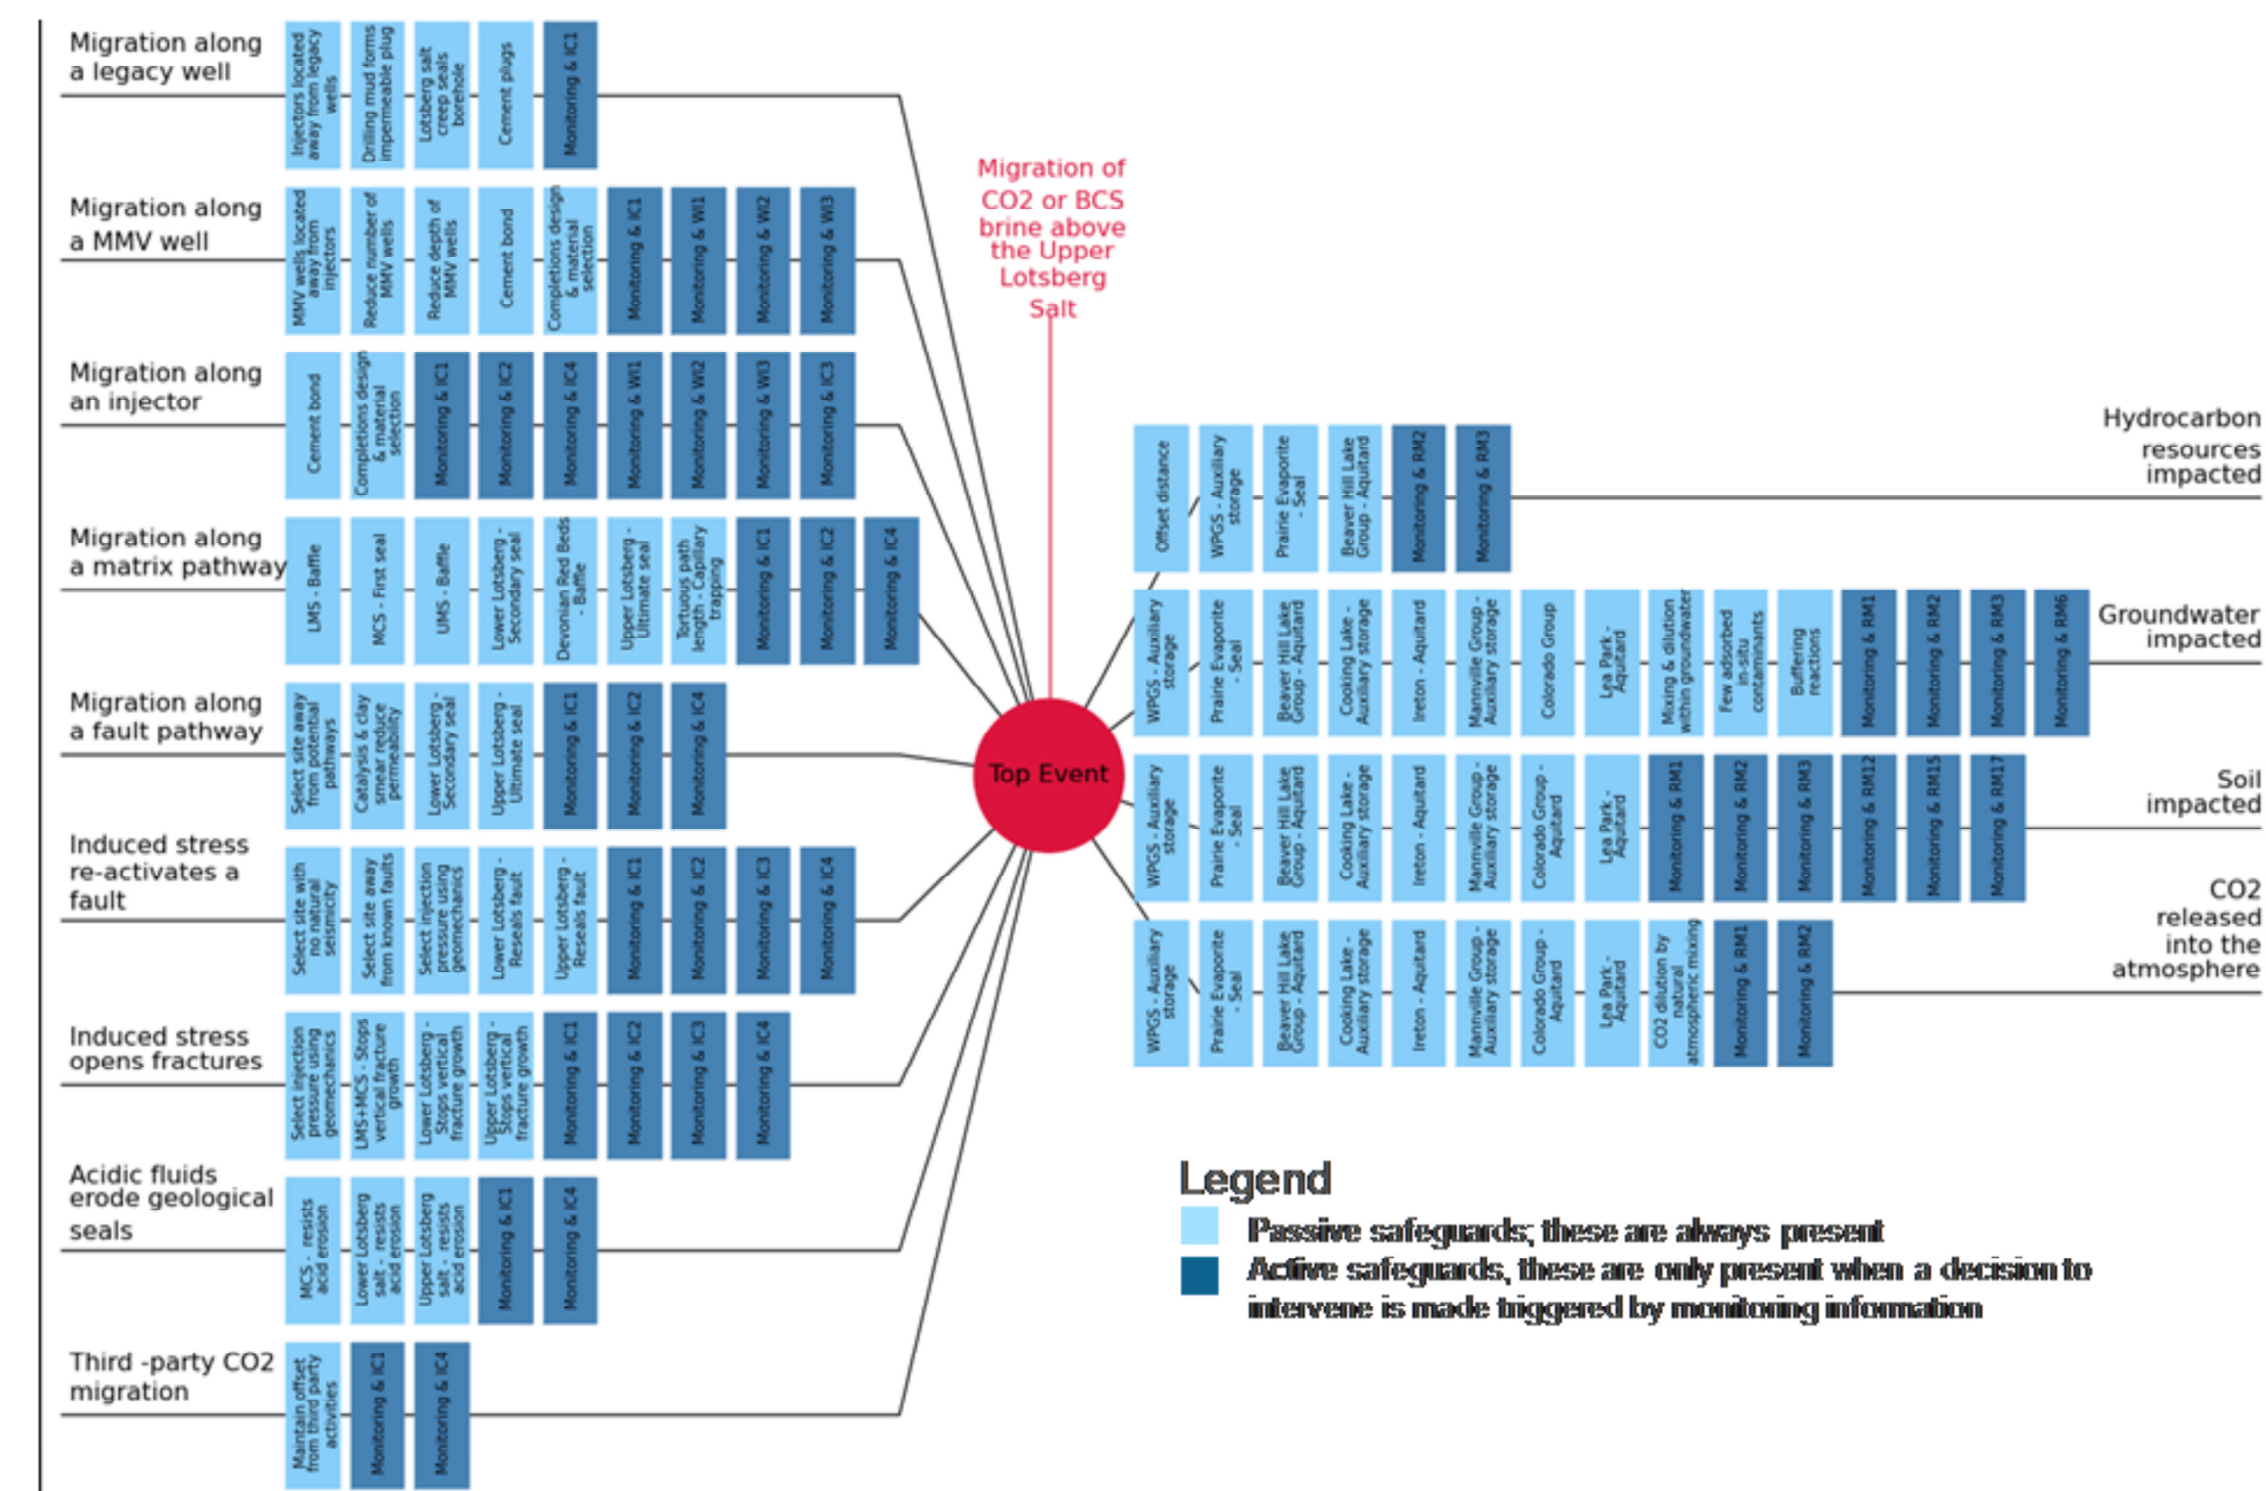 Migration along
a legacy well
Injectors located
away from legacy
wells
Drilling mud forms
impermeable plug
Lotsberg salt
creep seals
borehole
Cement plugs
Monitoring & IC1
Migration along
a MMV well
MMV wells located
away from
injectors
Reduce number of
MMV wells
Reduce depth of
MMV wells
Cement bond
Completions design
& material
selection
Monitoring & IC1
Monitoring & WI1
Monitoring & WI2
Monitoring & WI3
Migration along
an injector
Cement bond
Completions design
& material
selection
Monitoring & IC1
Monitoring & IC2
Monitoring & IC4
Monitoring & WI1
Monitoring & WI2
Monitoring & WI3
Monitoring & IC3
Migration along
a matrix pathway
LMS - Baffle
MCS - First seal
UMS - Baffle
Lower Lotsberg -
Secondary seal
Devonian Red Beds
- Baffle
Upper Lotsberg -
Ultimate seal
Tortuous path
length - Capillary
trapping
Monitoring & IC1
Monitoring & IC2
Monitoring & IC4
Migration along
a fault pathway
Select site away
from potential
pathways
Catalysis & clay
smear reduce
permeability
Lower Lotsberg -
Secondary seal
Upper Lotsberg -
Ultimate seal
Monitoring & IC1
Monitoring & IC2
Monitoring & IC4
Induced stress
re-activates a
fault
Select site with
no natural
seismicity
Select site away
from known faults
Select injection
pressure using
geomechanics
Lower Lotsberg -
Reseals fault
Upper Lotsberg -
Reseals fault
Monitoring & IC1
Monitoring & IC2
Monitoring & IC3
Monitoring & IC4
Induced stress
opens fractures
Select injection
pressure using
geomechanics
LMS+MCS - Stops
vertical fracture
growth
Lower Lotsberg -
Stops vertical
fracture growth
Upper Lotsberg -
Stops vertical
fracture growth
Monitoring & IC1
Monitoring & IC2
Monitoring & IC3
Monitoring & IC4
Acidic fluids
erode geological
seals
MCS - resists
acid erosion
Lower Lotsberg
salt - resists
acid erosion
Upper Lotsberg
salt - resists
acid erosion
Monitoring & IC1
Monitoring & IC4
Third -party CO2
migration
Maintain offset
from third party
activities
Monitoring & IC1
Monitoring & IC4
Migration of
CO2 or BCS
brine above
the Upper
Lotsberg
Salt
Top Event
Offset distance
WPGS - Auxiliary
storage
Prairie Evaporite
- Seal
Beaver Hill Lake
Group - Aquitard
Monitoring & RM2
Monitoring & RM3
Hydrocarbon
resources
impacted
WPGS - Auxiliary
storage
Prairie Evaporite
- Seal
Beaver Hill Lake
Group - Aquitard
Cooking Lake -
Auxiliary storage
Ireton - Aquitard
Mannville Group -
Auxiliary storage
Colorado Group
Lea Park -
Aquitard
Mixing & dilution
within groundwater
Few adsorbed
in-situ
contaminants
Buffering
reactions
Monitoring & RM1
Monitoring & RM2
Monitoring & RM3
Monitoring & RM6
Groundwater
impacted
WPGS - Auxiliary
storage
Prairie Evaporite
- Seal
Beaver Hill Lake
Group - Aquitard
Cooking Lake -
Auxiliary storage
Ireton - Aquitard
Mannville Group -
Auxiliary storage
Colorado Group -
Aquitard
Lea Park -
Aquitard
Monitoring & RM1
Monitoring & RM2
Monitoring & RM3
Monitoring & RM12
Monitoring & RM15
Monitoring & RM17
Soil
impacted
WPGS - Auxiliary
storage
Prairie Evaporite
- Seal
Beaver Hill Lake
Group - Aquitard
Cooking Lake -
Auxiliary storage
Ireton - Aquitard
Mannville Group -
Auxiliary storage
Colorado Group -
Aquitard
Lea Park -
Aquitard
CO2 dilution by
natural
atmospheric mixing
Monitoring & RM1
Monitoring & RM2
CO2
released
into the
atmosphere
Legend
Passive safeguards; these are always present
Active safeguards, these are only present when a decision to
intervene is made triggered by monitoring information